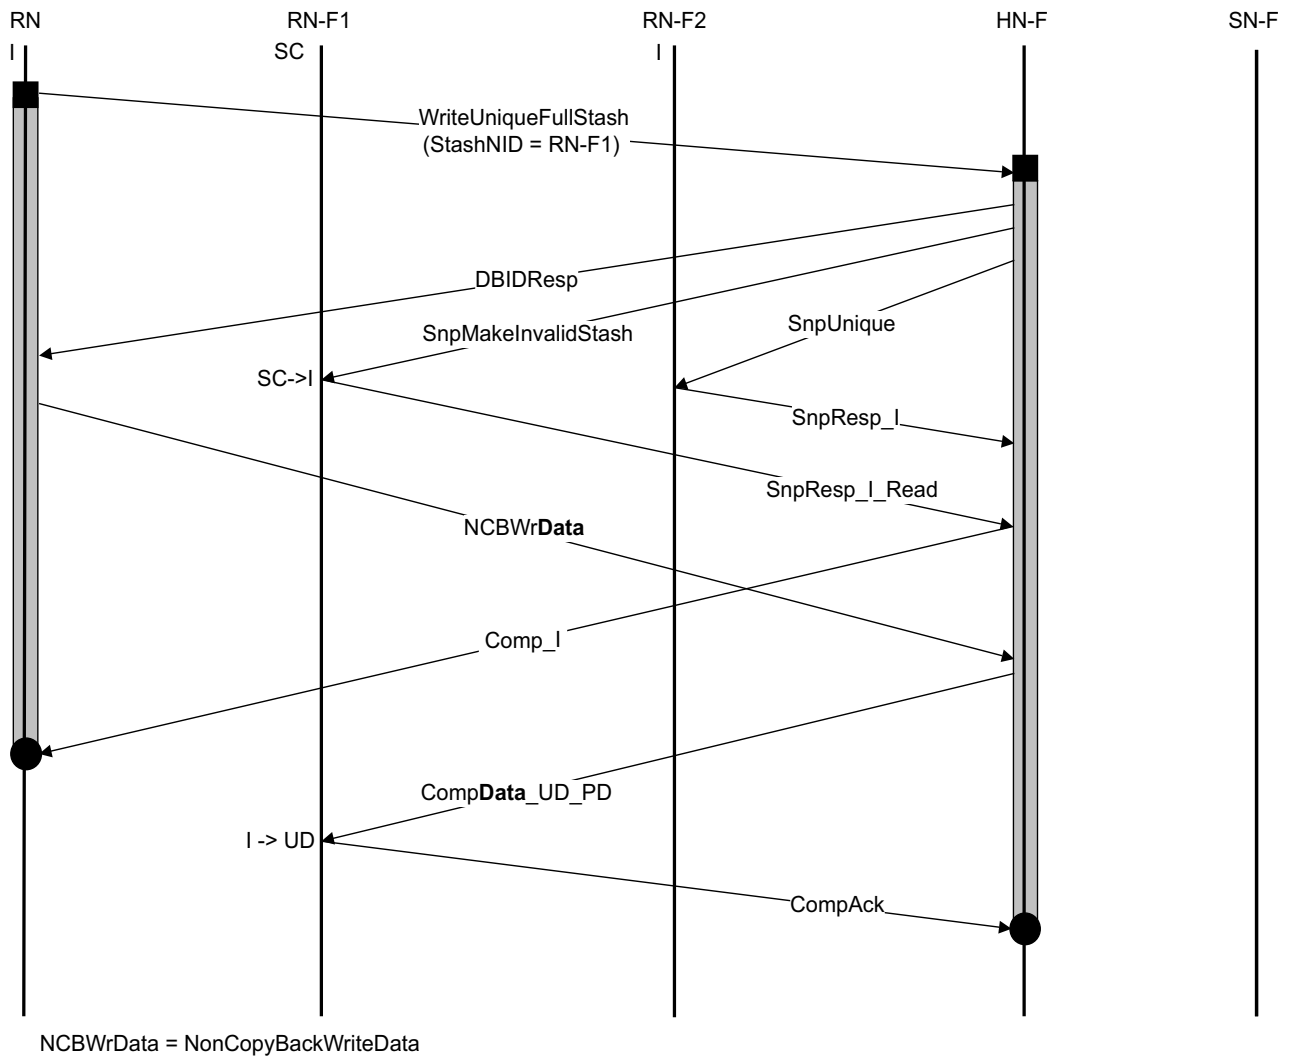 RN RN-F1 RN-F2 HN-F SN-F
I SC I
WriteUniqueFullStash
(StashNID = RN-F1)
DBIDResp
SnpUnique
SnpMakeInvalidStash
SC->I
SnpResp_I
SnpResp_I_Read
NCBWrData
Comp_I
CompData_UD_PD
I -> UD
CompAck
NCBWrData = NonCopyBackWriteData